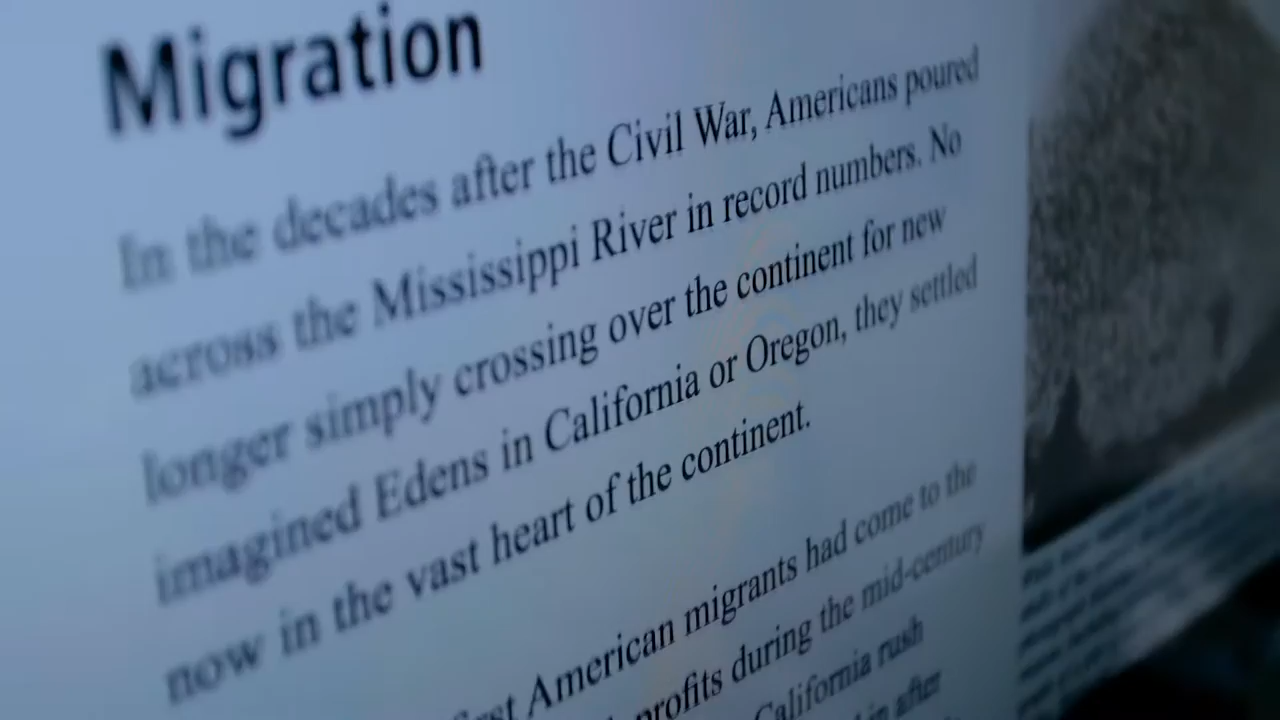 Migration
In the decades after the Civil War, Americans poured
across the Mississippi River in record numbers. No
longer simply crossing over the continent for new
imagined Edens in California or Oregon, they settled
now in the vast heart of the continent.
American migrants had come to the
profits during the mid-century
California rush
in after